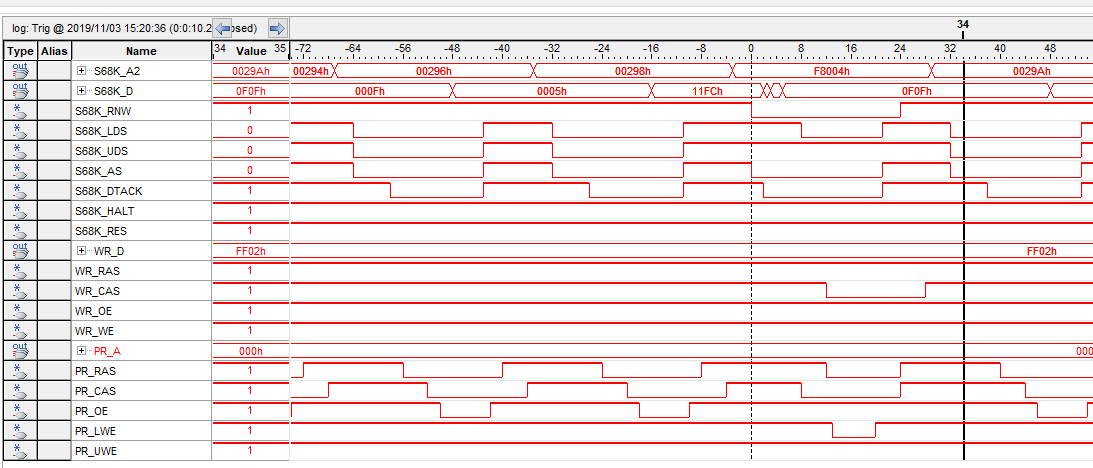 log: Trig @ 2019/11/03 15:20:36 (0:0:10.2 osed)
34
Type Alias Name 34 Value 35 -72 -64 -56 -48 -40 -32 -24 -16 -8 0 8 16 24 32 40 48
out S68K_A2 0029Ah 00294h 00296h 00298h F8004h 0029Ah
out S68K_D 0F0Fh 000Fh 0005h 11FCh 0F0Fh
* S68K_RNW 1
* S68K_LDS 0
* S68K_UDS 0
* S68K_AS 0
* S68K_DTACK 1
* S68K_HALT 1
* S68K_RES 1
out WR_D FF02h FF02h
* WR_RAS 1
* WR_CAS 1
* WR_OE 1
* WR_WE 1
out PR_A 000h 000
* PR_RAS 1
* PR_CAS 1
* PR_OE 1
* PR_LWE 1
* PR_UWE 1